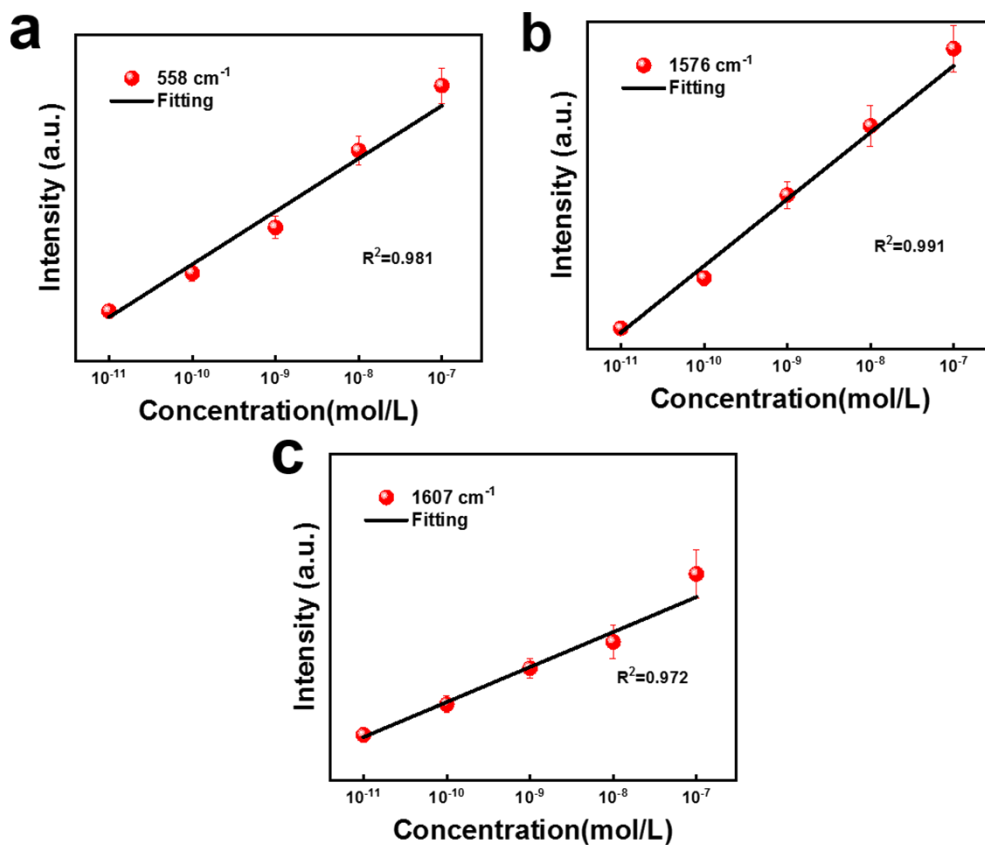 a
558 cm⁻¹
Fitting
Intensity (a.u.)
R²=0.981
10⁻¹¹ 10⁻¹⁰ 10⁻⁹ 10⁻⁸ 10⁻⁷
Concentration(mol/L)
b
1576 cm⁻¹
Fitting
Intensity (a.u.)
R²=0.991
10⁻¹¹ 10⁻¹⁰ 10⁻⁹ 10⁻⁸ 10⁻⁷
Concentration(mol/L)
c
1607 cm⁻¹
Fitting
Intensity (a.u.)
R²=0.972
10⁻¹¹ 10⁻¹⁰ 10⁻⁹ 10⁻⁸ 10⁻⁷
Concentration(mol/L)